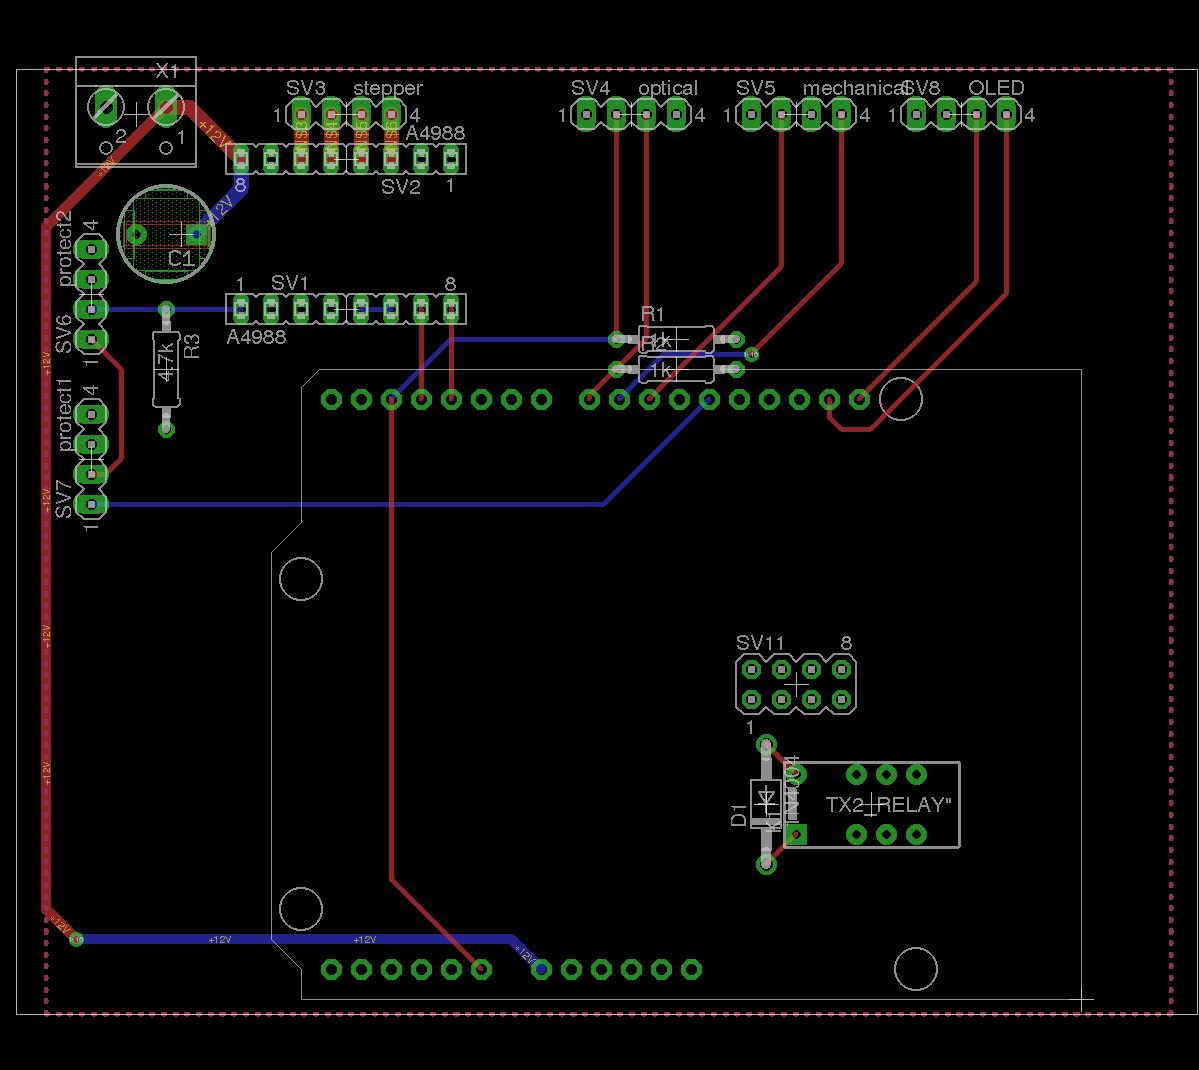 X1
2
1
+12V
+12V
SV3 stepper
1
4
A4988
8
SV2
1
SV4 optical
1
4
SV5 mechanical
1
4
SV8 OLED
1
4
+12V
C1
protect2
4
SV6
1
1
SV1
8
A4988
R3
4.7k
R1
1k
R2
1k
+12V
protect1
4
SV7
1
+12V
+12V
+12V
SV11
8
1
D1
TX2-"RELAY"
+12V
+12V
+12V
+12V